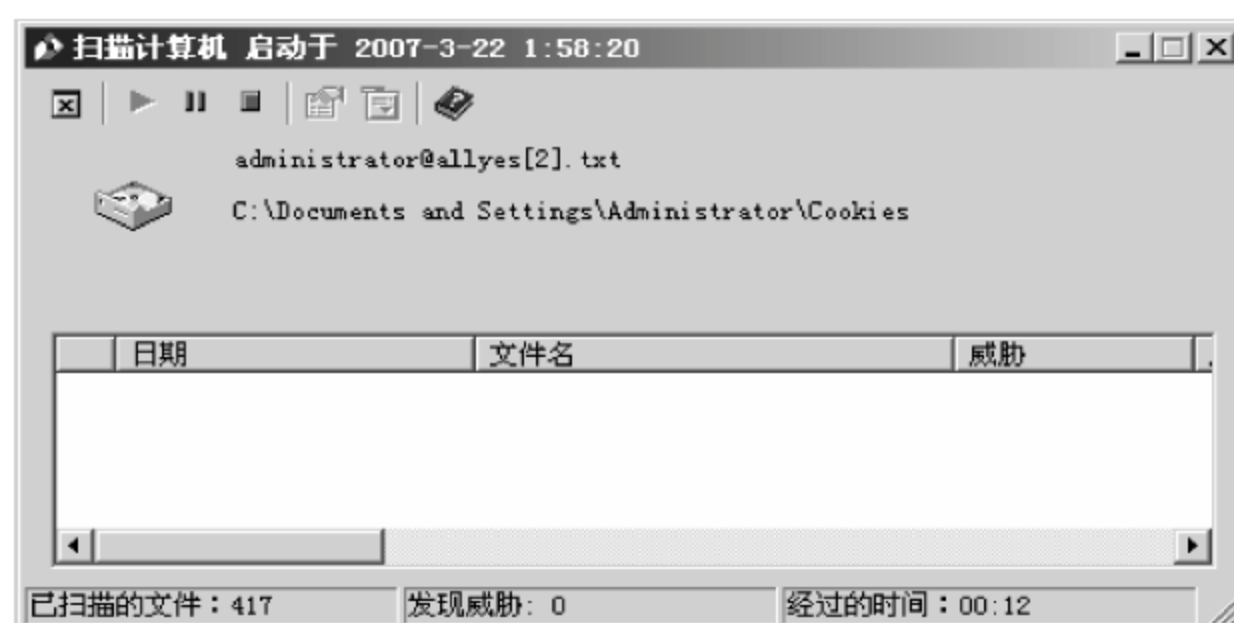 扫描计算机 启动于 2007-3-22 1:58:20
administrator@allyes[2].txt
C:\Documents and Settings\Administrator\Cookies
日期 文件名 威胁
已扫描的文件：417 发现威胁: 0 经过的时间：00:12